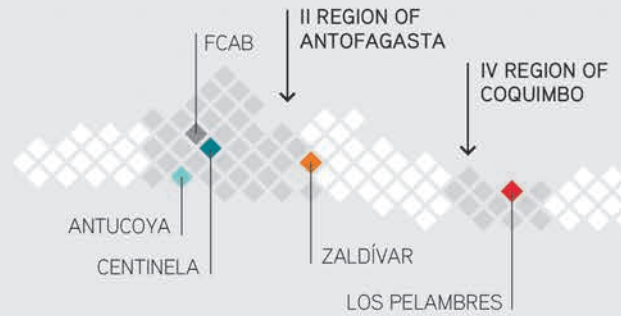 II REGION OF
ANTOFAGASTA
FCAB
IV REGION OF
COQUIMBO
ANTUCOYA
CENTINELA
ZALDÍVAR
LOS PELAMBRES